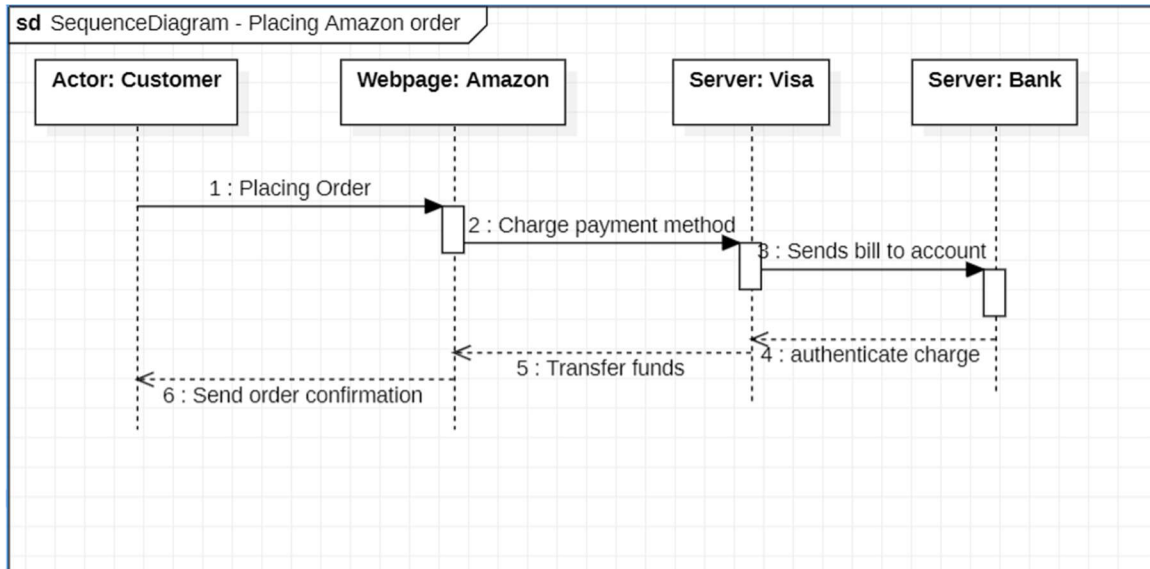 sd SequenceDiagram - Placing Amazon order
Actor: Customer
Webpage: Amazon
Server: Visa
Server: Bank
1 : Placing Order
2 : Charge payment method
3 : Sends bill to account
4 : authenticate charge
5 : Transfer funds
6 : Send order confirmation